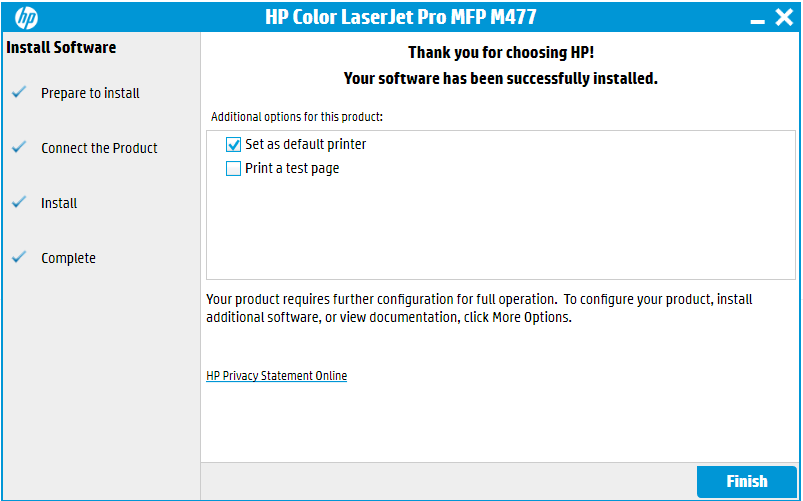 hp
HP Color LaserJet Pro MFP M477
Install Software
Prepare to install
Connect the Product
Install
Complete
Thank you for choosing HP!
Your software has been successfully installed.
Additional options for this product:
Set as default printer
Print a test page
Your product requires further configuration for full operation.  To configure your product, install
additional software, or view documentation, click More Options.
HP Privacy Statement Online
Finish